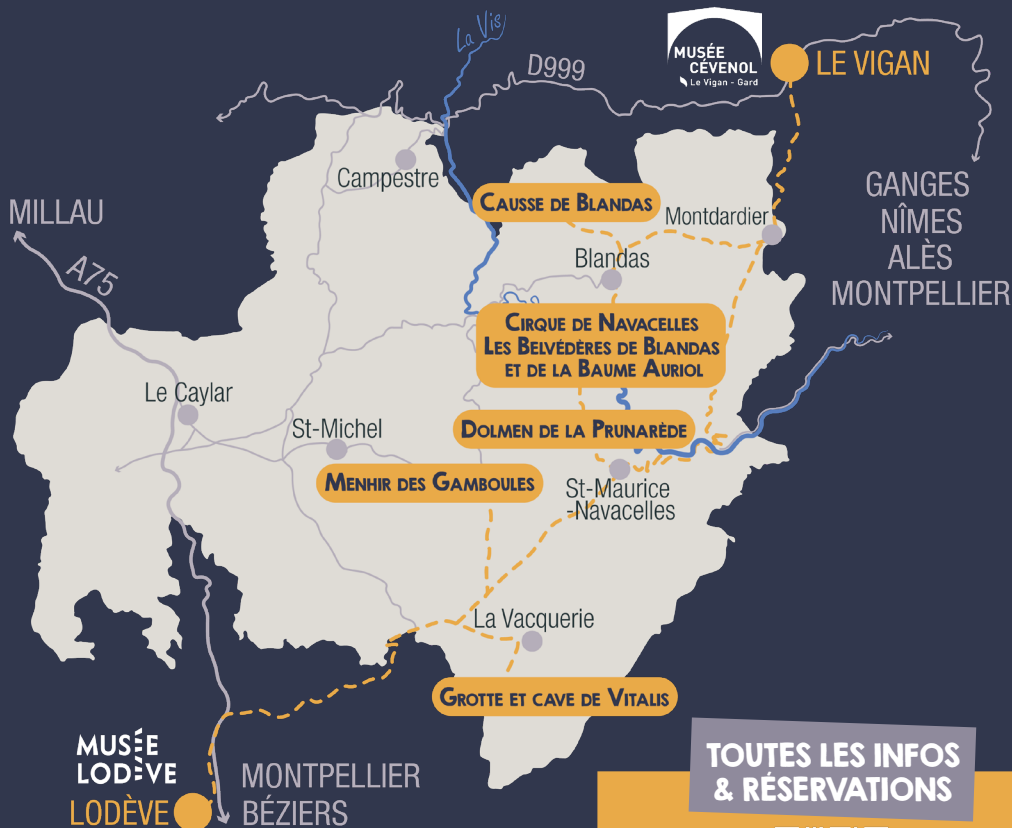 La Vis
MUSÉE
CÉVENOL
Le Vigan - Gard
LE VIGAN
D999
Campestre
GANGES
NÎMES
ALÈS
MONTPELLIER
MILLAU
A75
CAUSSE DE BLANDAS
Montdardier
Blandas
CIRQUE DE NAVACELLES
LES BELVÉDÈRES DE BLANDAS
ET DE LA BAUME AURIOL
Le Caylar
St-Michel
DOLMEN DE LA PRUNARÈDE
MENHIR DES GAMBOULES
St-Maurice
-Navacelles
La Vacquerie
GROTTE ET CAVE DE VITALIS
MUSÉE
LODÈVE
LODÈVE
MONTPELLIER
BÉZIERS
TOUTES LES INFOS
& RÉSERVATIONS